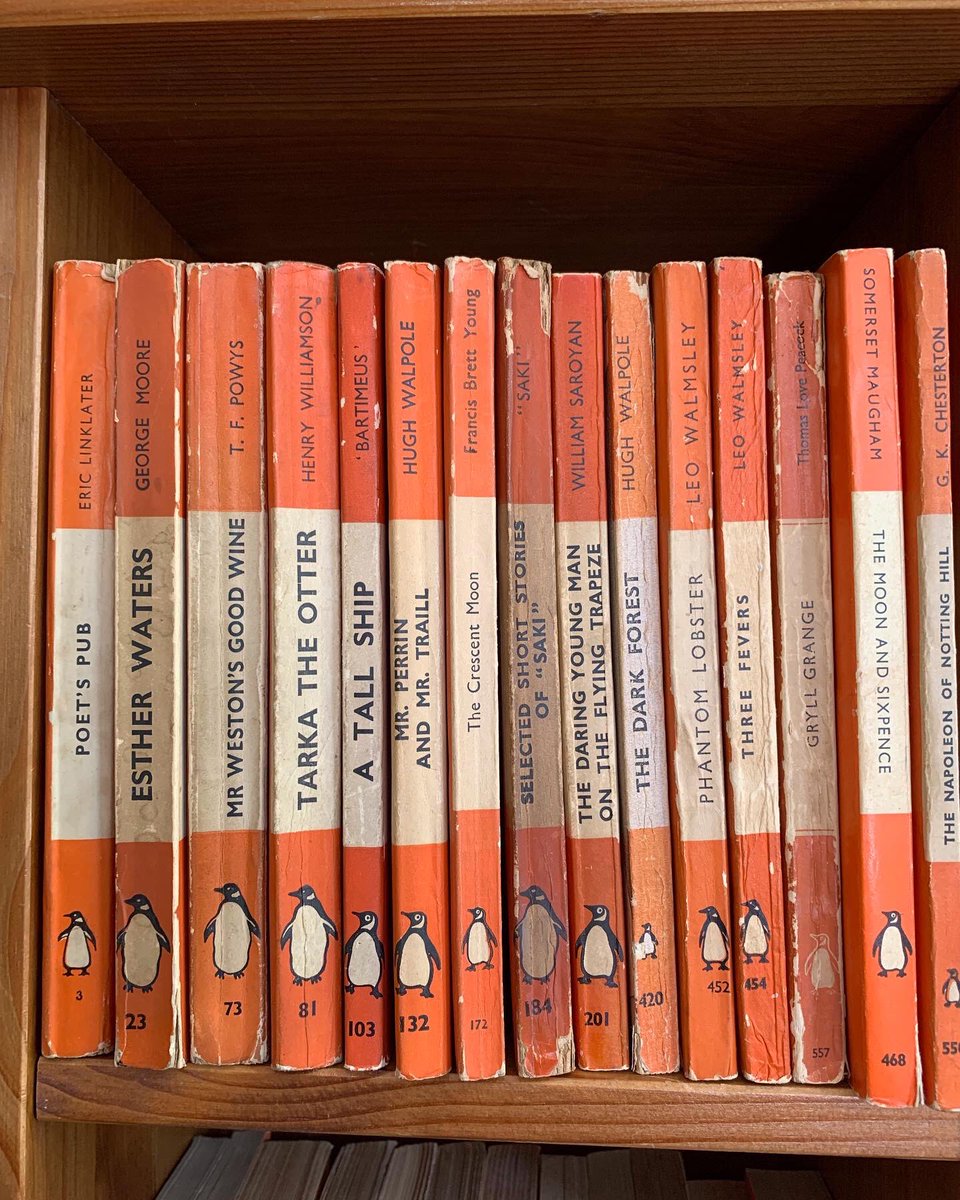 ERIC LINKLATER
POET'S PUB
3
GEORGE MOORE
ESTHER WATERS
23
T. F. POWYS
MR WESTON'S GOOD WINE
73
HENRY WILLIAMSON
TARKA THE OTTER
81
'BARTIMEUS'
A TALL SHIP
103
HUGH WALPOLE
MR. PERRIN
AND MR. TRAILL
132
Francis Brett Young
The Crescent Moon
172
"SAKI"
SELECTED SHORT STORIES
OF "SAKI"
184
WILLIAM SAROYAN
THE DARING YOUNG MAN
ON THE FLYING TRAPEZE
201
HUGH WALPOLE
THE DARK FOREST
420
LEO WALMSLEY
PHANTOM LOBSTER
452
LEO WALMSLEY
THREE FEVERS
454
Thomas Love Peacock
GRYLL GRANGE
557
SOMERSET MAUGHAM
THE MOON AND SIXPENCE
468
G. K. CHESTERTON
THE NAPOLEON OF NOTTING HILL